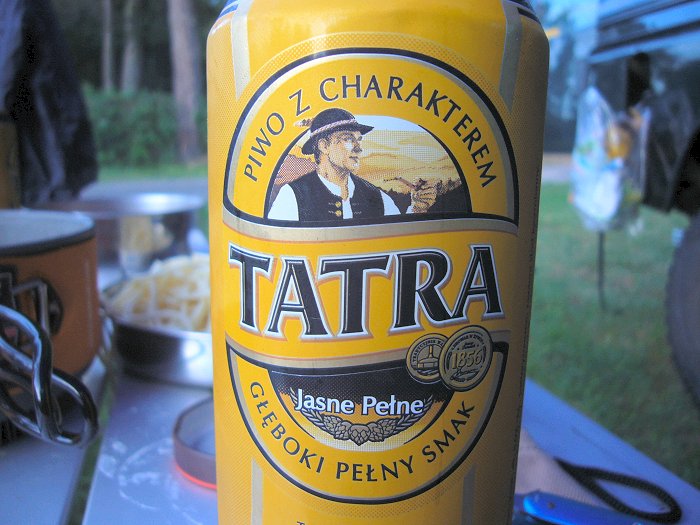 PIWO Z CHARAKTEREM
TATRA
1856
Jasne Pełne
GŁĘBOKI PEŁNY SMAK